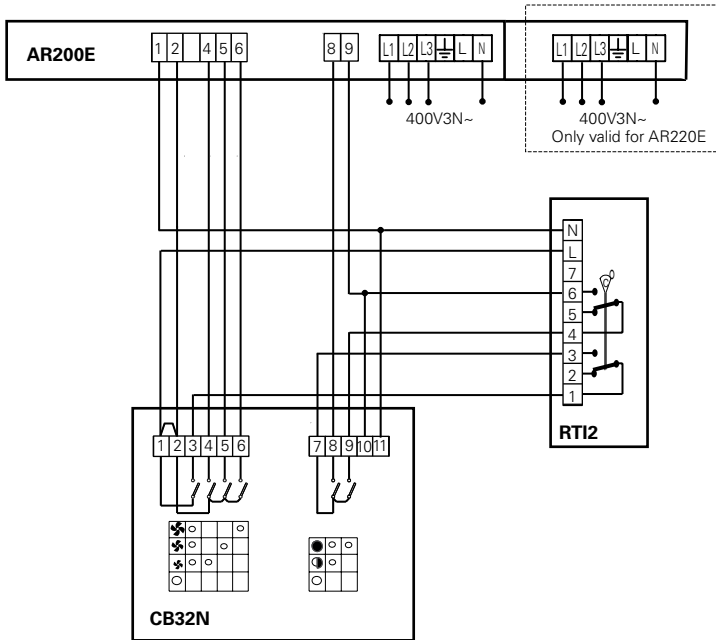 AR200E
1 2 4 5 6
8 9
L1 L2 L3 L N
L1 L2 L3 L N
400V3N~
400V3N~
Only valid for AR220E
N
L
7
6
5
4
3
2
1
RTI2
1 2 3 4 5 6
7 8 9 10 11
CB32N